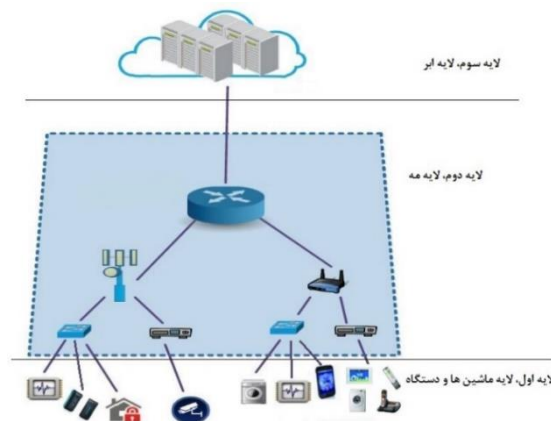 لایه سوم، لایه ابر
لایه دوم، لایه مه
لایه اول، لایه ماشین ها و دستگاه